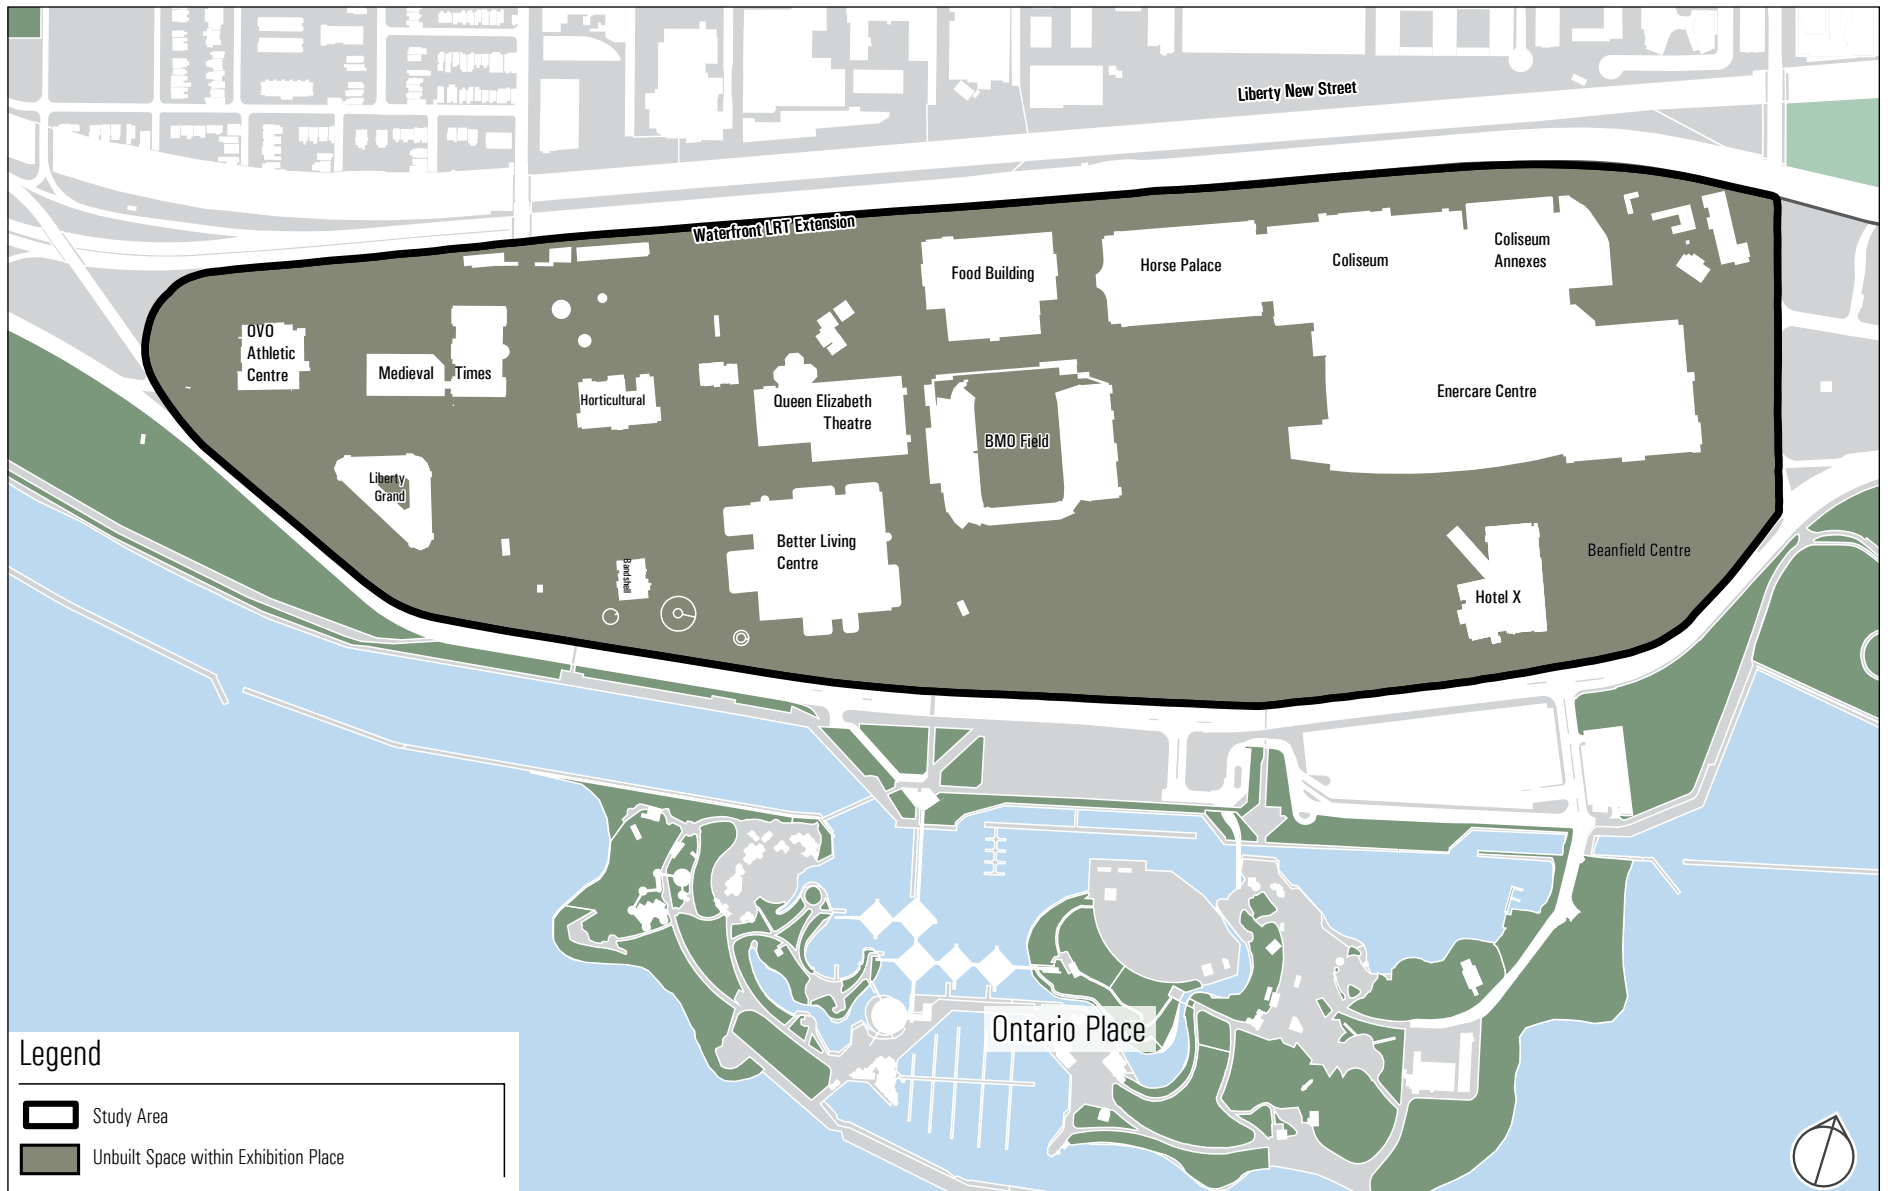 Liberty New Street
Waterfront LRT Extension
Food Building
Horse Palace
Coliseum
Coliseum
Annexes
OVO
Athletic
Centre
Medieval Times
Horticultural
Queen Elizabeth
Theatre
BMO Field
Enercare Centre
Liberty
Grand
Better Living
Centre
Bandshell
Beanfield Centre
Hotel X
Ontario Place
Legend
Study Area
Unbuilt Space within Exhibition Place